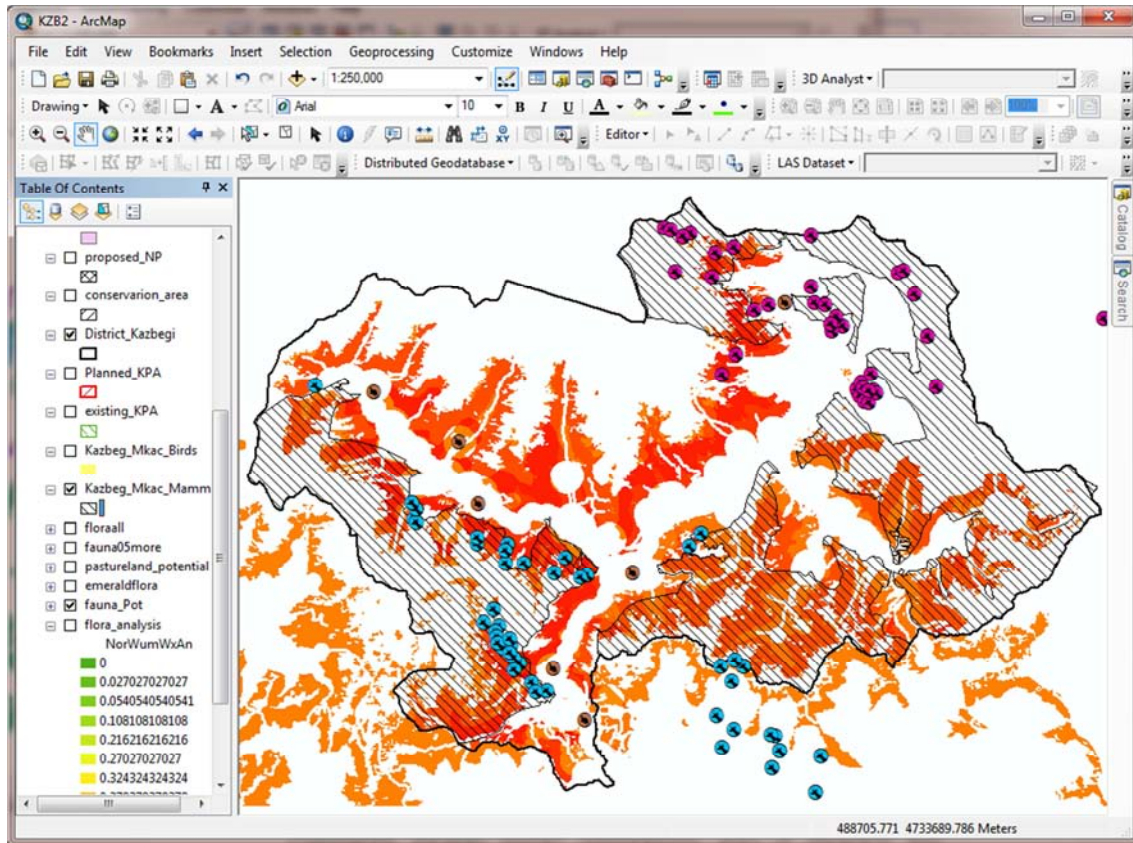 KZB2 - ArcMap
File Edit View Bookmarks Insert Selection Geoprocessing Customize Windows Help
1:250,000 3D Analyst
Drawing A Arial 10 B I U A
Editor
Distributed Geodatabase LAS Dataset
Table Of Contents
proposed_NP
conservarion_area
District_Kazbegi
Planned_KPA
existing_KPA
Kazbeg_Mkac_Birds
Kazbeg_Mkac_Mamm
floraall
fauna05more
pastureland_potential
emeraldflora
fauna_Pot
flora_analysis
NorWumWxAn
0
0.027027027027
0.0540540540541
0.108108108108
0.216216216216
0.27027027027
0.324324324324
Catalog
Search
488705.771 4733689.786 Meters